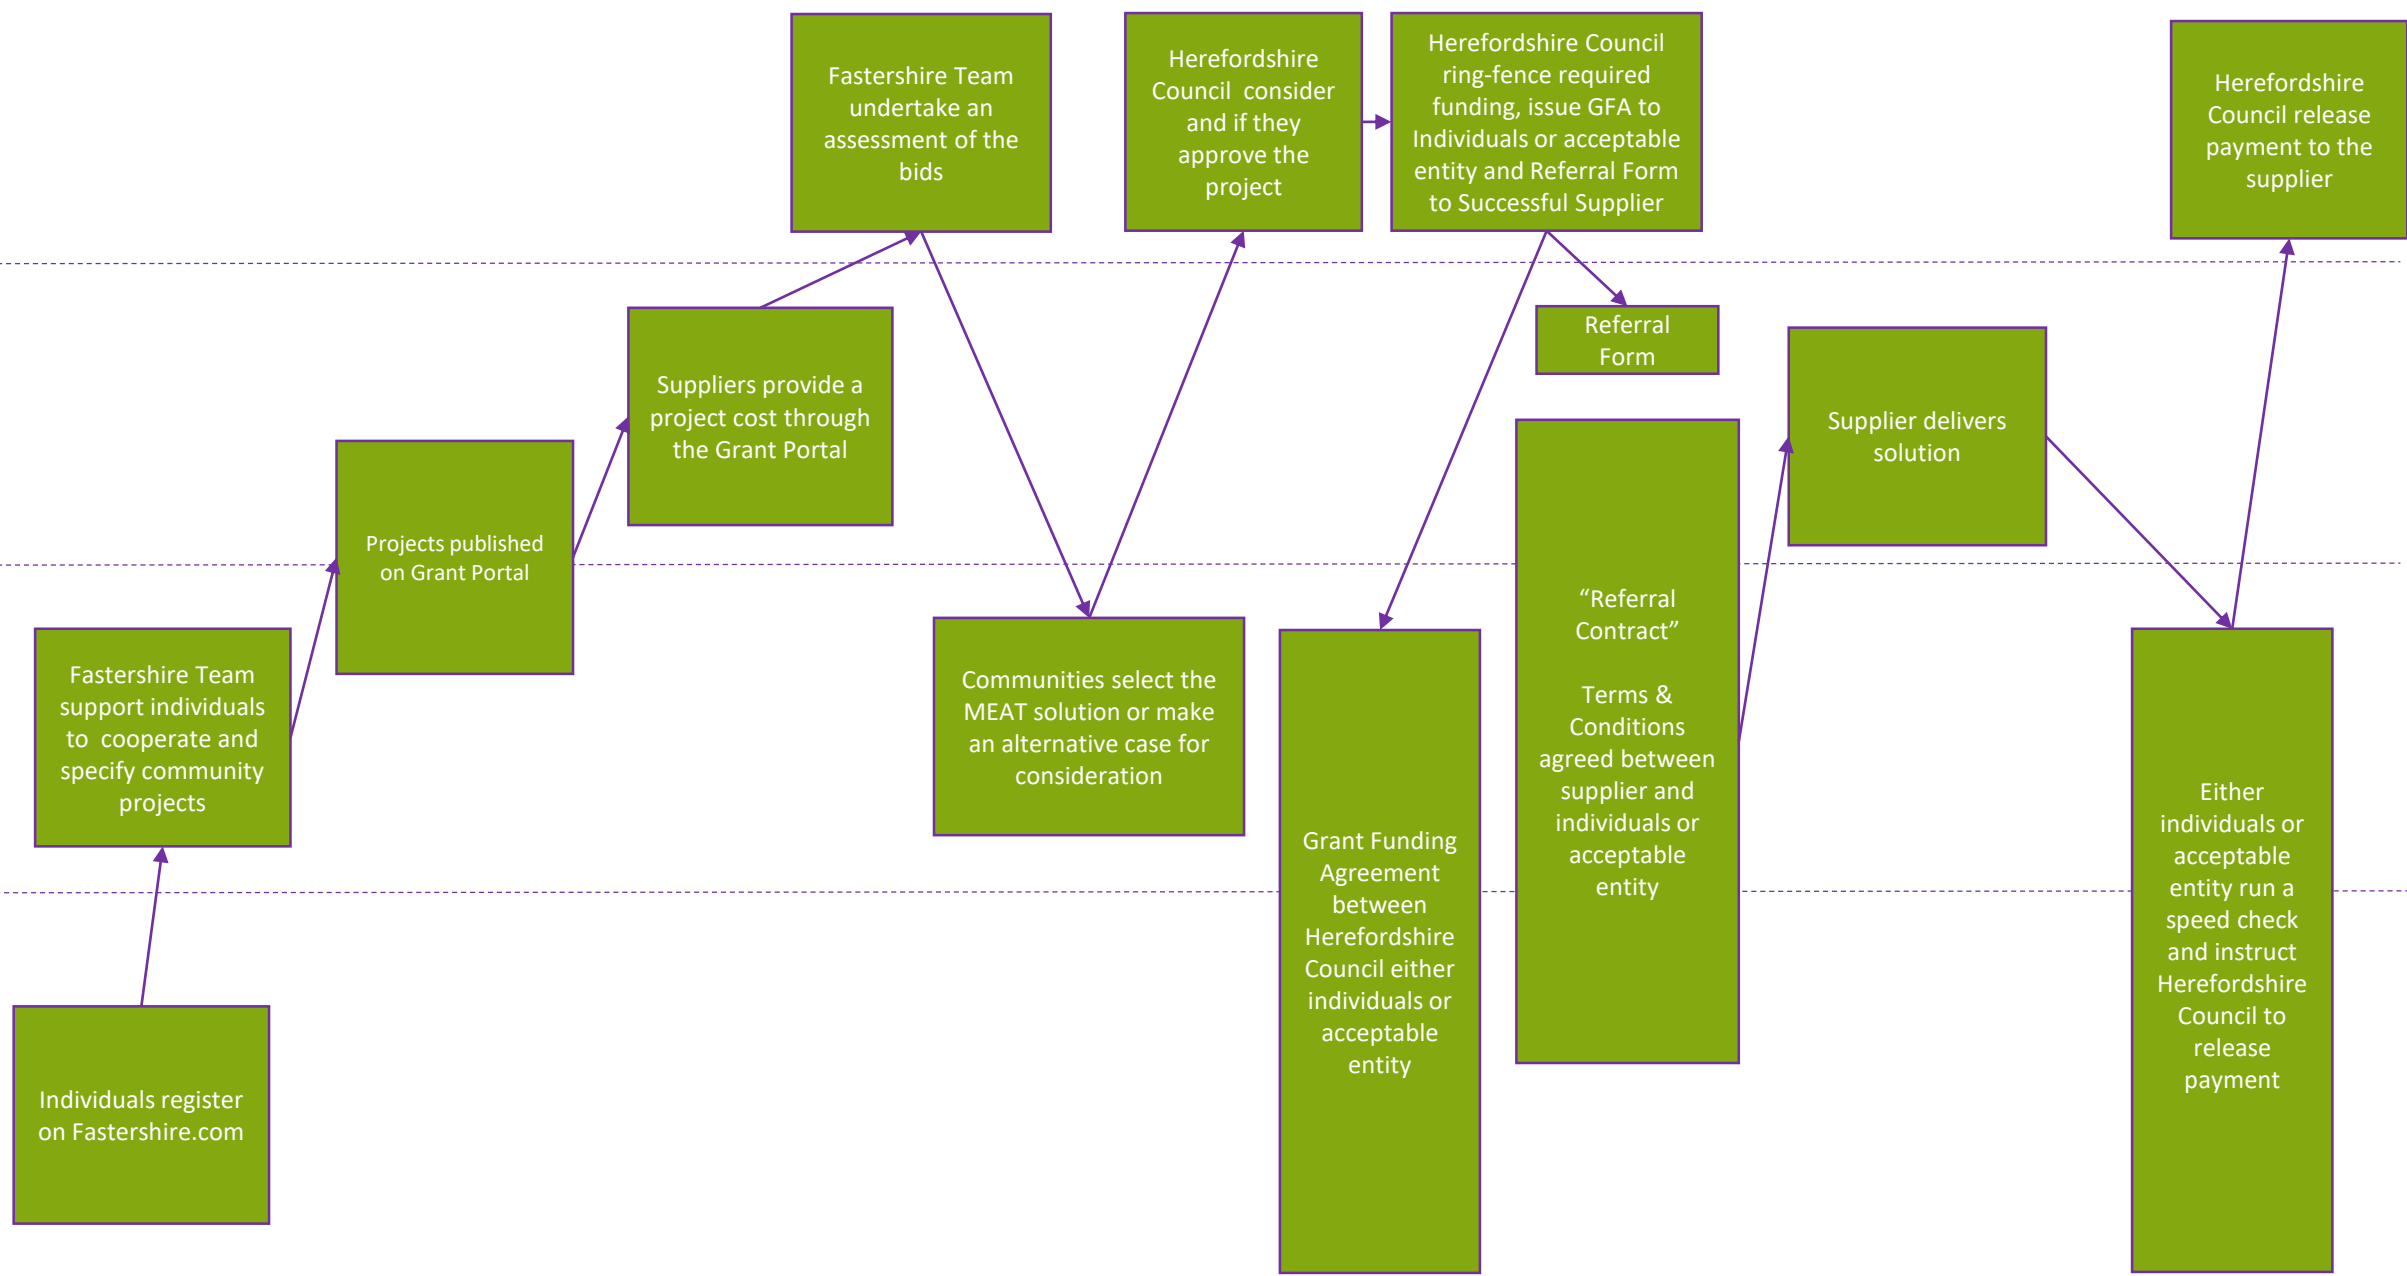 Individuals register
on Fastershire.com
Fastershire Team
support individuals
to cooperate and
specify community
projects
Projects published
on Grant Portal
Suppliers provide a
project cost through
the Grant Portal
Fastershire Team
undertake an
assessment of the
bids
Communities select the
MEAT solution or make
an alternative case for
consideration
Herefordshire
Council consider
and if they
approve the
project
Herefordshire Council
ring-fence required
funding, issue GFA to
Individuals or acceptable
entity and Referral Form
to Successful Supplier
Grant Funding
Agreement
between
Herefordshire
Council either
individuals or
acceptable
entity
Referral
Form
“Referral
Contract”
Terms &
Conditions
agreed between
supplier and
individuals or
acceptable
entity
Supplier delivers
solution
Either
individuals or
acceptable
entity run a
speed check
and instruct
Herefordshire
Council to
release
payment
Herefordshire
Council release
payment to the
supplier